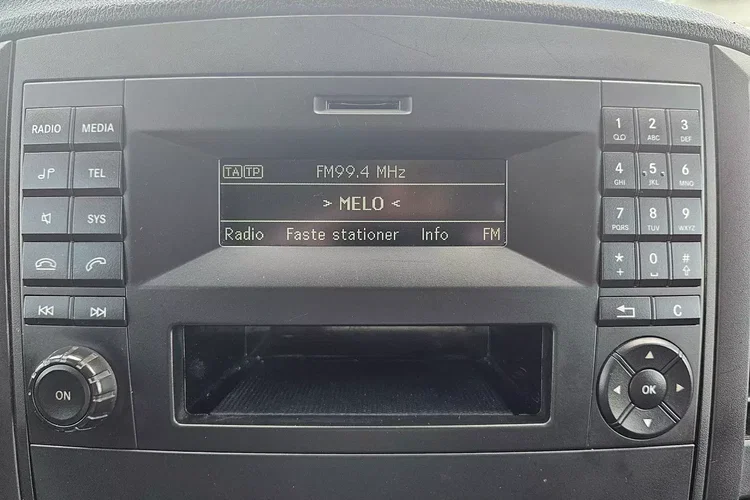 RADIO MEDIA
TEL
SYS
ON
TA TP FM99.4 MHz
> MELO <
Radio Faste stationer Info FM
1 2 ABC 3 DEF
4 GHI 5 JKL 6 MNO
7 PQRS 8 TUV 9 WXYZ
* + 0 #
C
OK